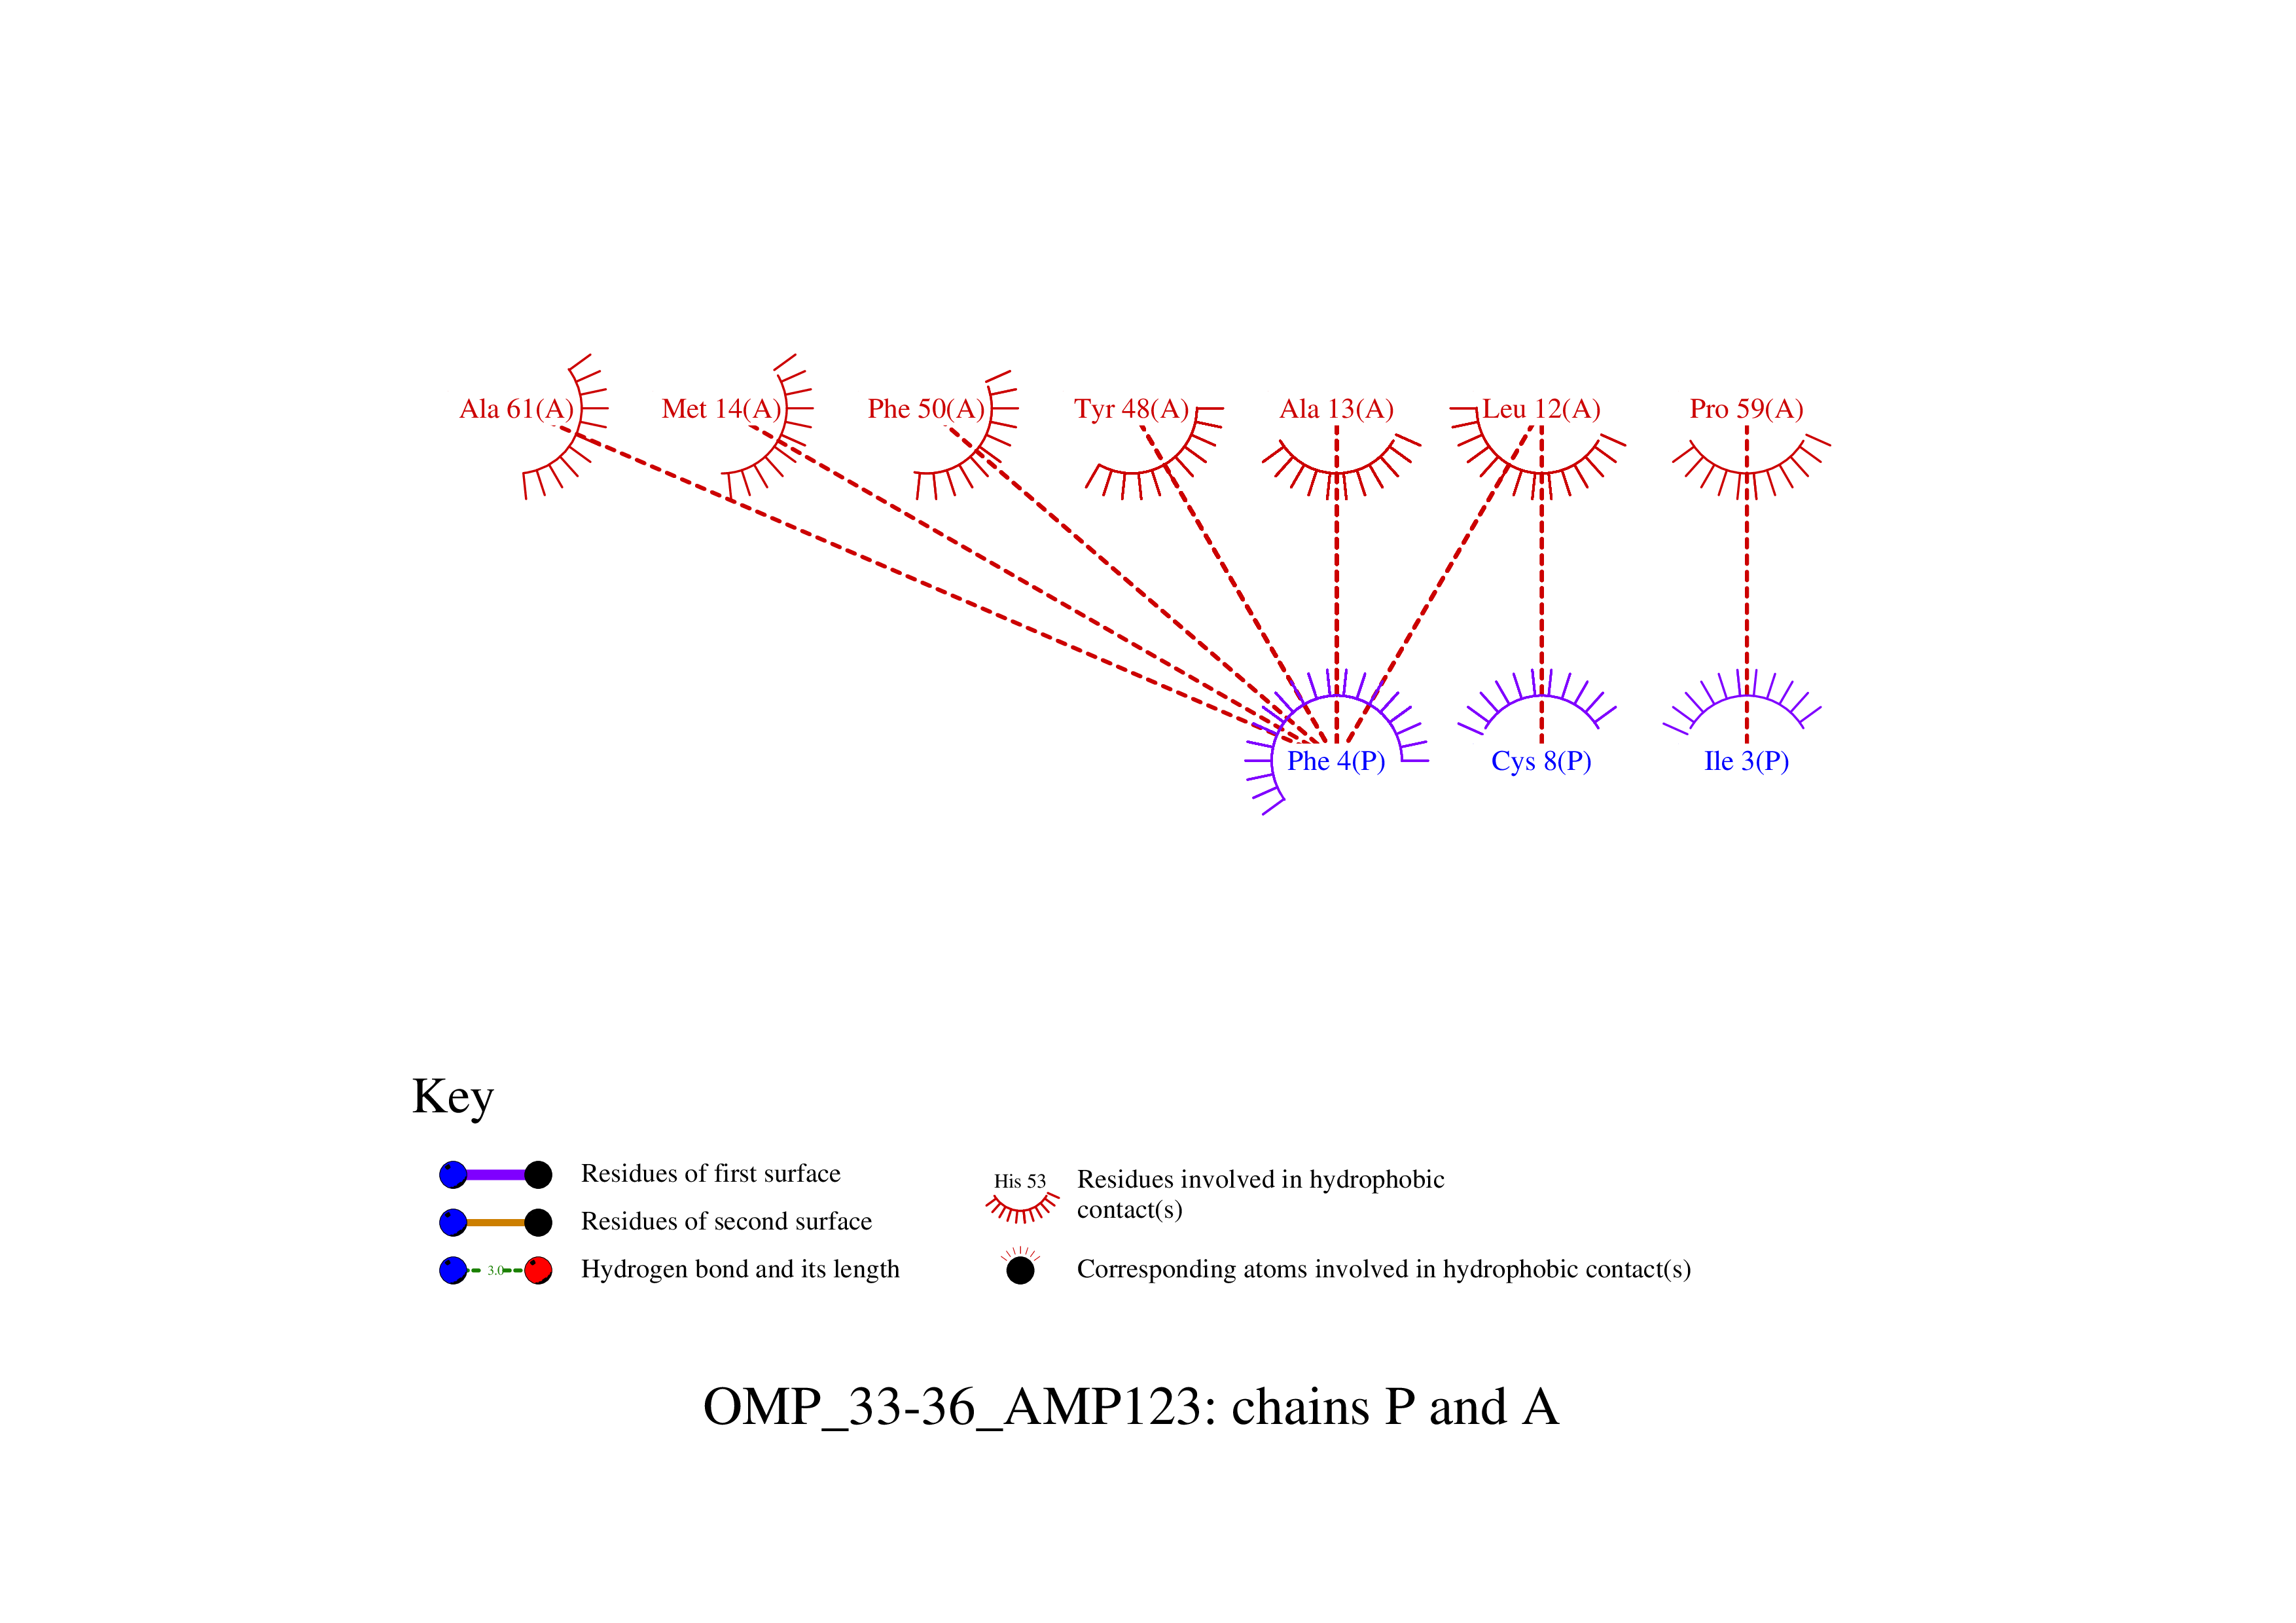 Ala 61(A) Met 14(A) Phe 50(A) Tyr 48(A) Ala 13(A) Leu 12(A) Pro 59(A)
Phe 4(P) Cys 8(P) Ile 3(P)
Key
Residues of first surface
Residues of second surface
3.0 Hydrogen bond and its length
His 53 Residues involved in hydrophobic
contact(s)
Corresponding atoms involved in hydrophobic contact(s)
OMP_33-36_AMP123: chains P and A